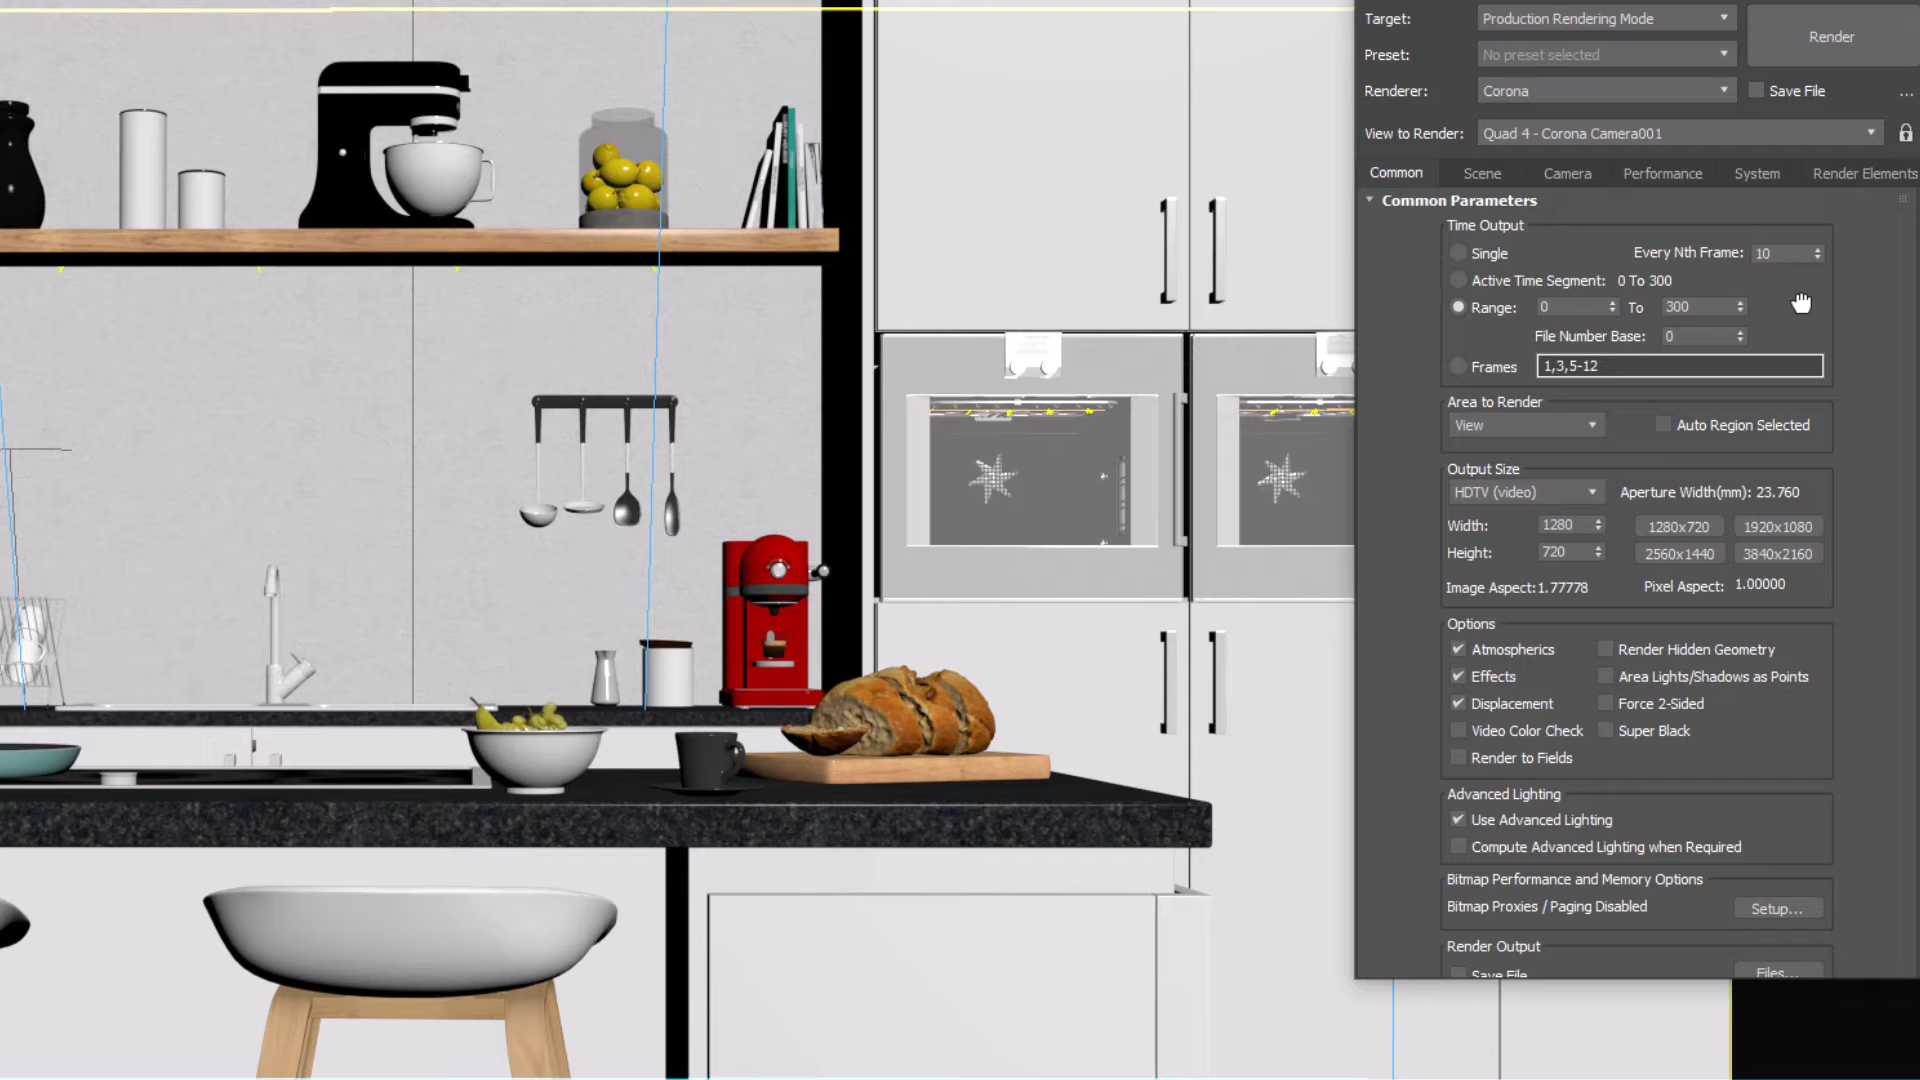 Target: Production Rendering Mode Render
Preset: No preset selected
Renderer: Corona Save File ...
View to Render: Quad 4 - Corona Camera001
Common Scene Camera Performance System Render Elements
Common Parameters
Time Output
Single Every Nth Frame: 10
Active Time Segment: 0 To 300
Range: 0 To 300
File Number Base: 0
Frames 1,3,5-12
Area to Render
View Auto Region Selected
Output Size
HDTV (video) Aperture Width(mm): 23.760
Width: 1280 1280x720 1920x1080
Height: 720 2560x1440 3840x2160
Image Aspect:1.77778 Pixel Aspect: 1.00000
Options
Atmospherics Render Hidden Geometry
Effects Area Lights/Shadows as Points
Displacement Force 2-Sided
Video Color Check Super Black
Render to Fields
Advanced Lighting
Use Advanced Lighting
Compute Advanced Lighting when Required
Bitmap Performance and Memory Options
Bitmap Proxies / Paging Disabled Setup...
Render Output
Save File Files...